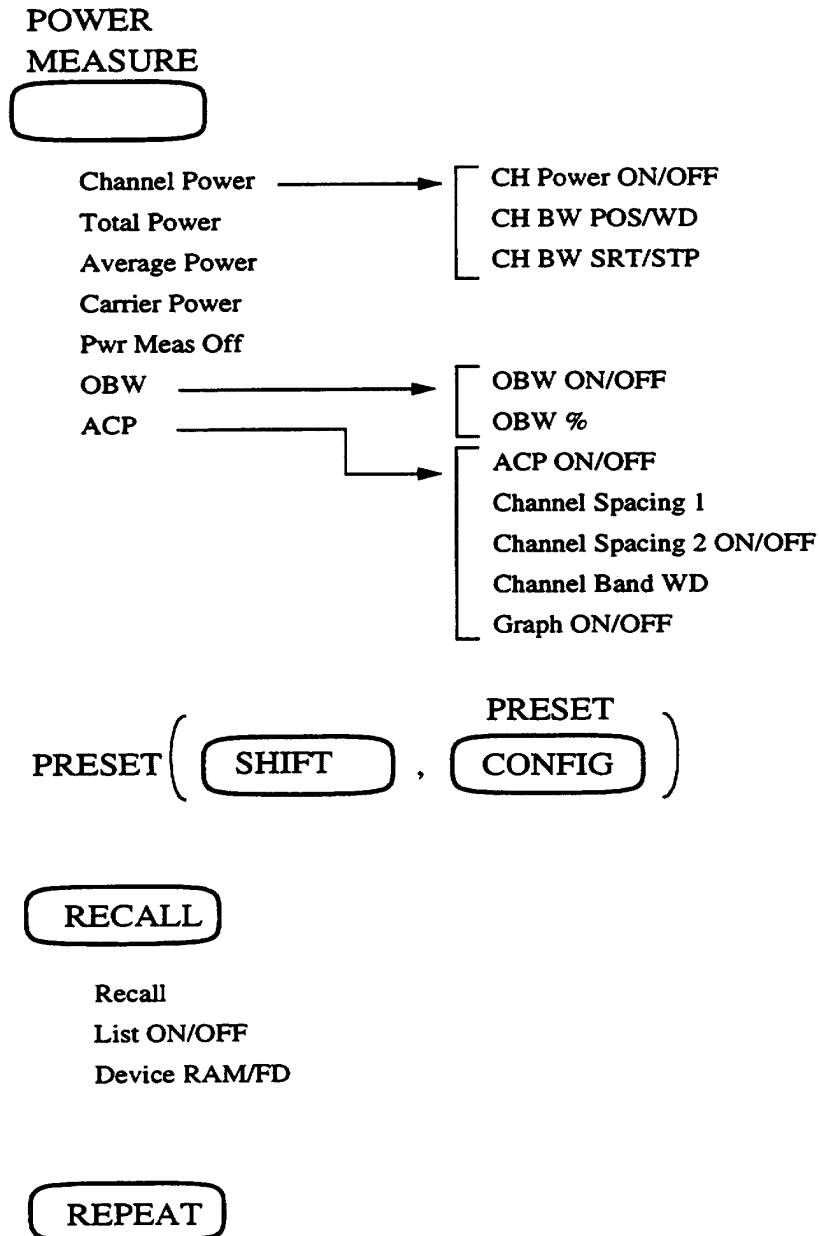 POWER
MEASURE
Channel Power
CH Power ON/OFF
Total Power
CH BW POS/WD
Average Power
CH BW SRT/STP
Carrier Power
Pwr Meas Off
OBW
OBW ON/OFF
OBW %
ACP
ACP ON/OFF
Channel Spacing 1
Channel Spacing 2 ON/OFF
Channel Band WD
Graph ON/OFF
PRESET
PRESET ( SHIFT , CONFIG )
RECALL
Recall
List ON/OFF
Device RAM/FD
REPEAT